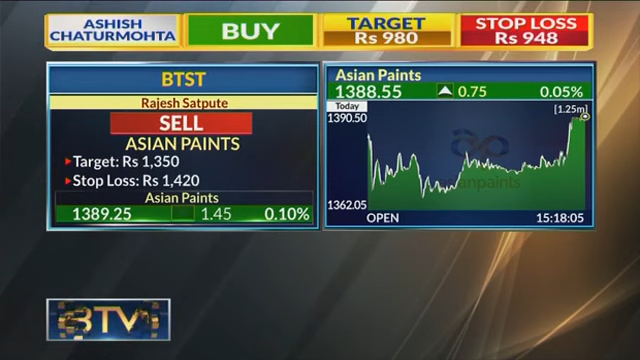 ASHISH
CHATURMOHTA
BUY
TARGET
Rs 980
STOP LOSS
Rs 948
BTST
Rajesh Satpute
SELL
ASIAN PAINTS
Target: Rs 1,350
Stop Loss: Rs 1,420
Asian Paints
1389.25 1.45 0.10%
Asian Paints
1388.55 0.75 0.05%
Today
[1.25m]
1390.50
asianpaints
1362.05
OPEN 15:18:05
BTVi